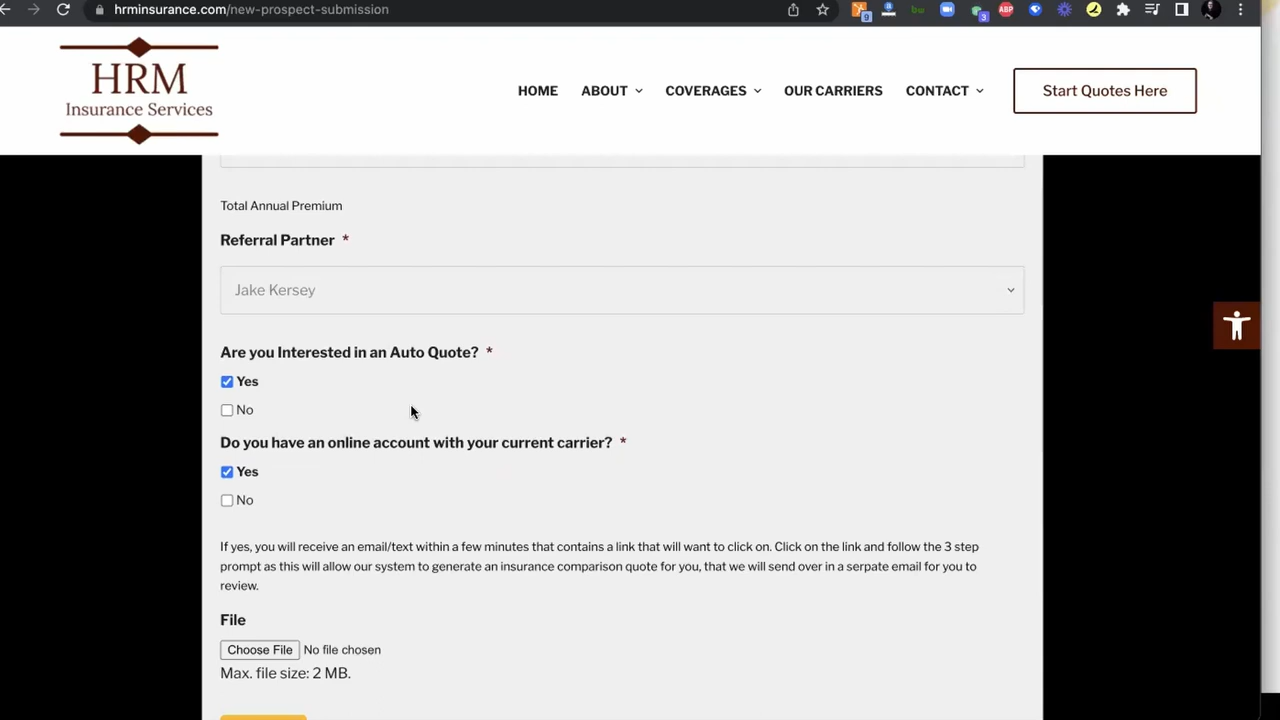 hrminsurance.com/new-prospect-submission
9
bw
3
ABP
HRM
Insurance Services
HOME ABOUT COVERAGES OUR CARRIERS CONTACT Start Quotes Here
Total Annual Premium
Referral Partner *
Jake Kersey
Are you Interested in an Auto Quote? *
Yes
No
Do you have an online account with your current carrier? *
Yes
No
If yes, you will receive an email/text within a few minutes that contains a link that will want to click on. Click on the link and follow the 3 step
prompt as this will allow our system to generate an insurance comparison quote for you, that we will send over in a serpate email for you to
review.
File
Choose File No file chosen
Max. file size: 2 MB.